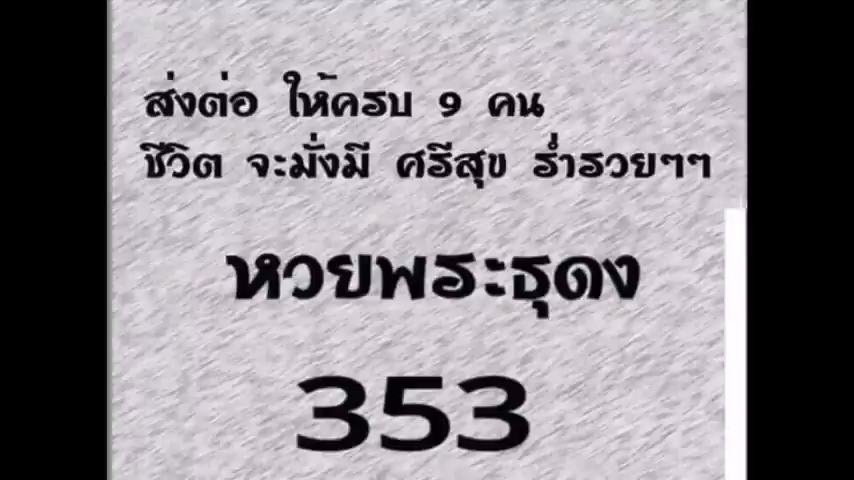 ส่งต่อ ให้ครบ 9 คน
ชีวิต จะมั่งมี ศรีสุข ร่ำรวยๆๆ
หวยพระธุดง
353